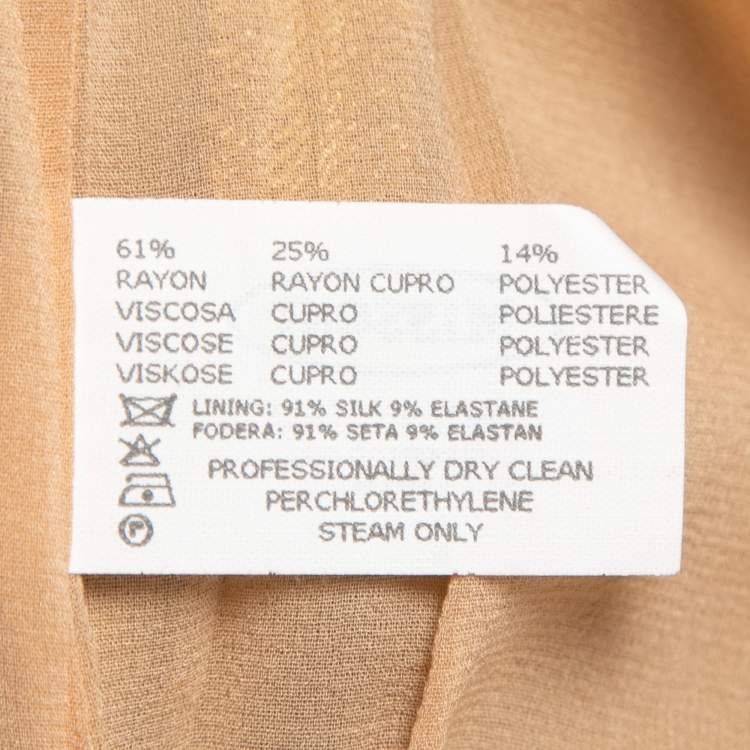 61% 25% 14%
RAYON RAYON CUPRO POLYESTER
VISCOSA CUPRO POLIESTERE
VISCOSE CUPRO POLYESTER
VISKOSE CUPRO POLYESTER
LINING: 91% SILK 9% ELASTANE
FODERA: 91% SETA 9% ELASTAN
PROFESSIONALLY DRY CLEAN
PERCHLORETHYLENE
P STEAM ONLY